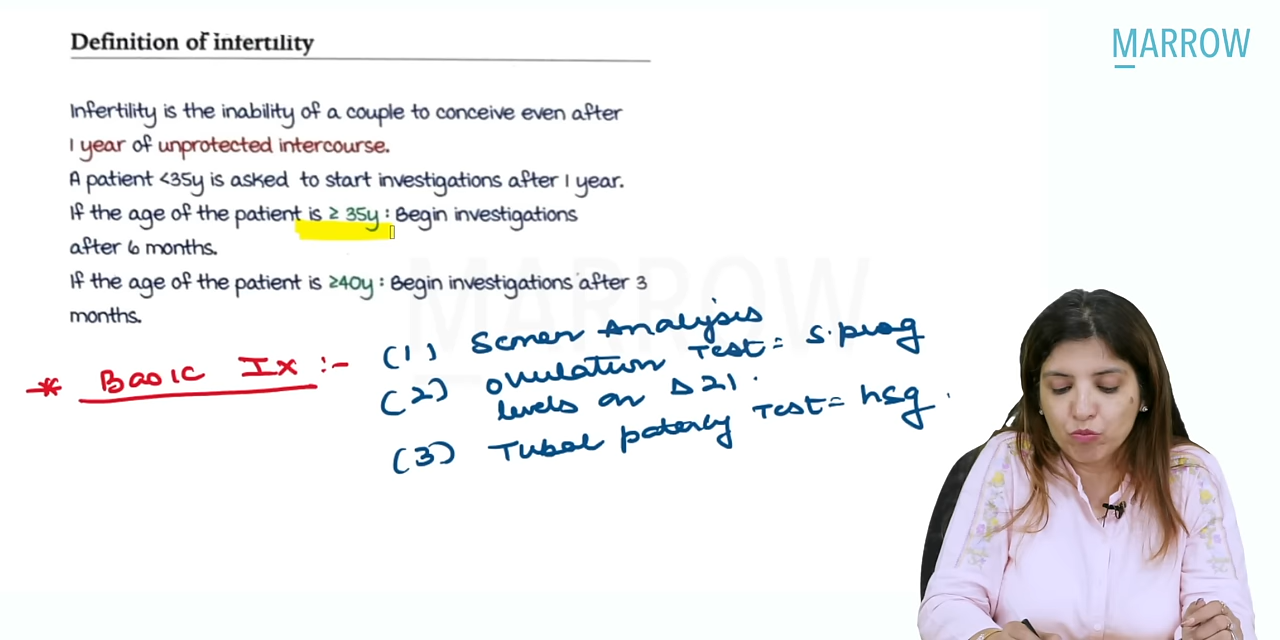 Definition of infertility
MARROW
Infertility is the inability of a couple to conceive even after
1 year of unprotected intercourse.
A patient <35y is asked to start investigations after 1 year.
If the age of the patient is ≥ 35y : Begin investigations
after 6 months.
If the age of the patient is ≥40y : Begin investigations after 3
months.
MARROW
* Basic Ix :-
(1) Semen Analysis
(2) Ovulation Test = S. prog
levels on D21.
(3) Tubal patency Test = hsg.